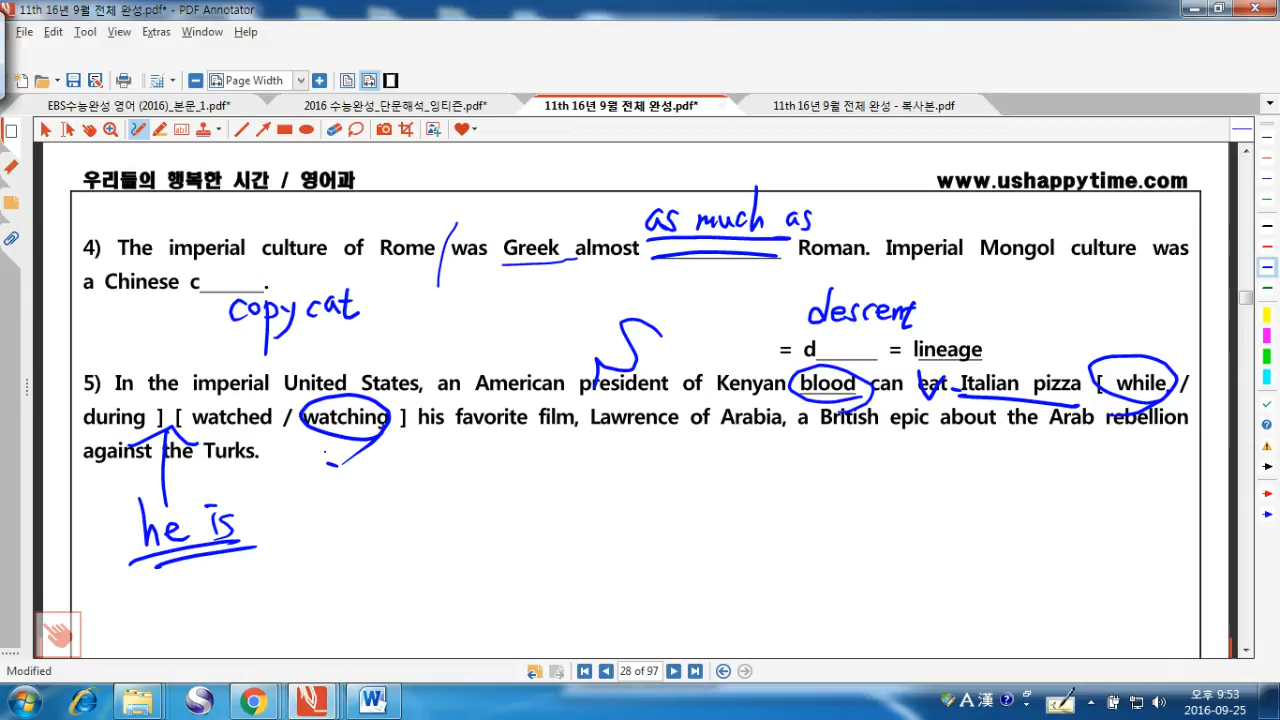 11th 16년 9월 전체 완성.pdf* - PDF Annotator
File Edit Tool View Extras Window Help
Page Width
EBS수능완성 영어 (2016)_본문_1.pdf* 2016 수능완성_단문해석_잉티즌.pdf* 11th 16년 9월 전체 완성.pdf* 11th 16년 9월 전체 완성 - 복사본.pdf
우리들의 행복한 시간 / 영어과 www.ushappytime.com
as much as
4) The imperial culture of Rome was Greek almost ________ Roman. Imperial Mongol culture was
a Chinese c______.
copycat
descent
S
= d______ = lineage
5) In the imperial United States, an American president of Kenyan blood can eat Italian pizza [ while /
during ] [ watched / watching ] his favorite film, Lawrence of Arabia, a British epic about the Arab rebellion
against the Turks.
he is
Modified 28 of 97
A 漢 오후 9:53
2016-09-25